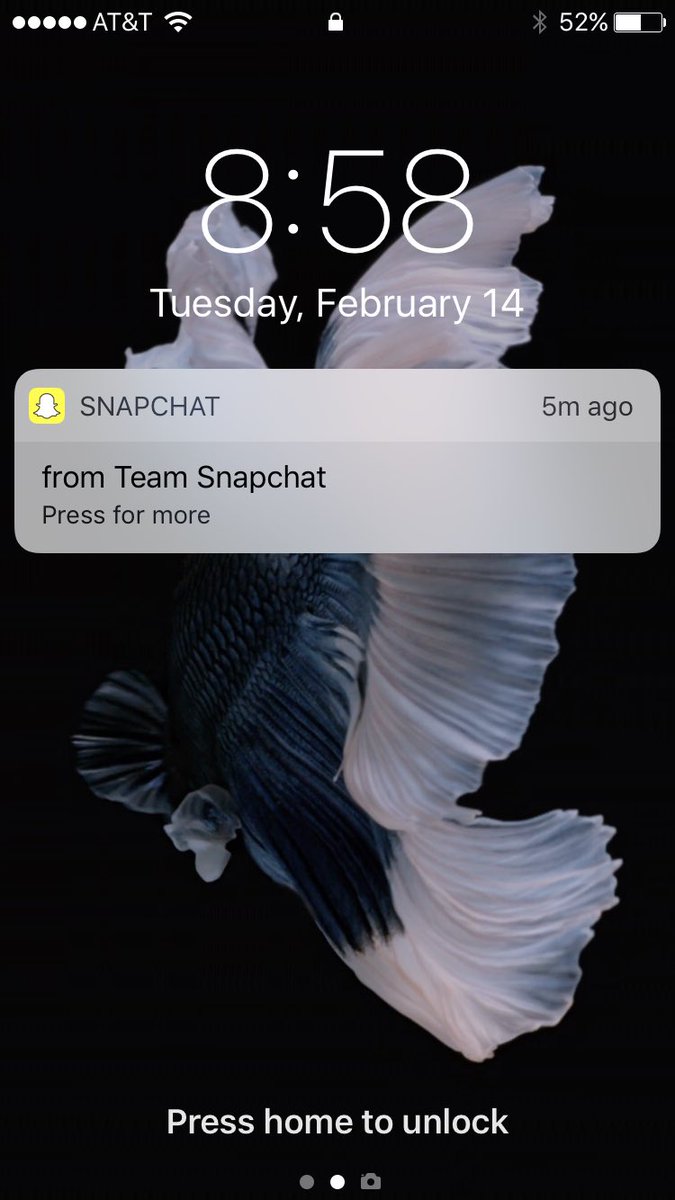 AT&T 52%
8:58
Tuesday, February 14
SNAPCHAT 5m ago
from Team Snapchat
Press for more
Press home to unlock